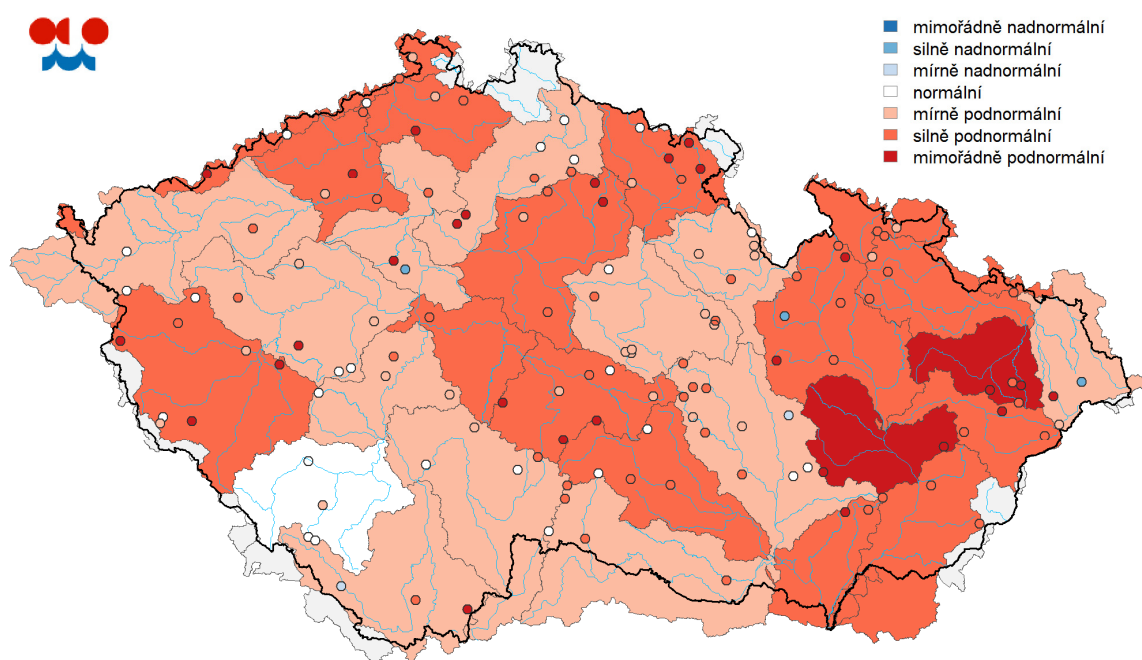 mimořádně nadnormální
silně nadnormální
mírně nadnormální
normální
mírně podnormální
silně podnormální
mimořádně podnormální